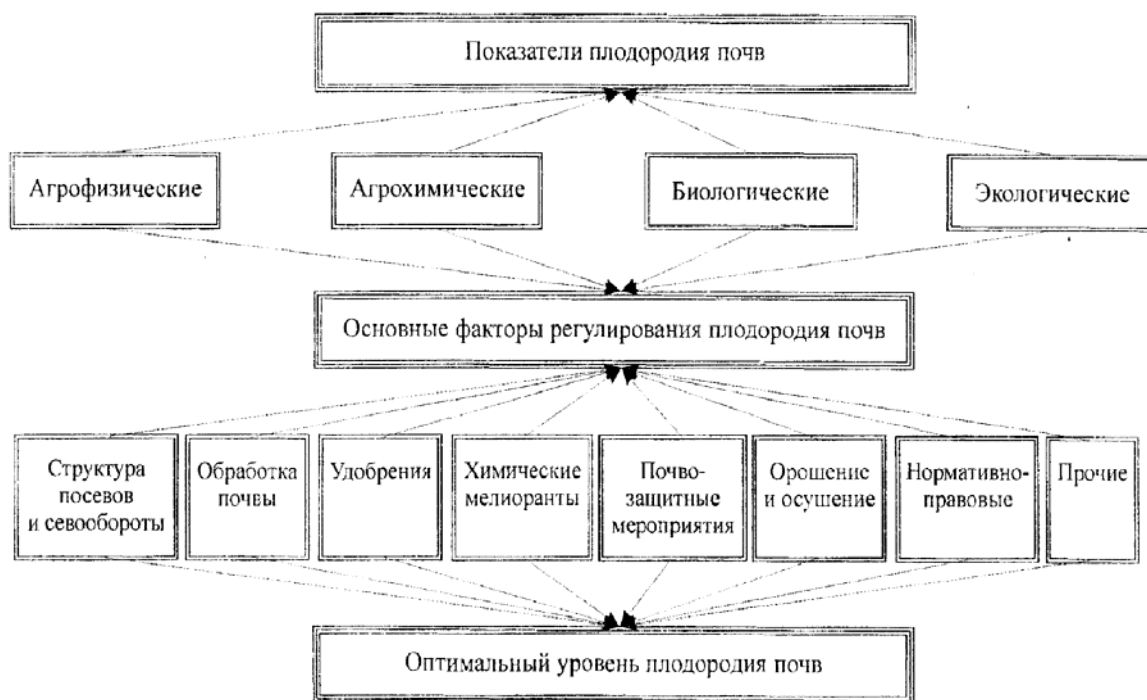 Показатели плодородия почв
Агрофизические
Агрохимические
Биологические
Экологические
Основные факторы регулирования плодородия почв
Структура
посевов
и севообороты
Обработка
почвы
Удобрения
Химические
мелиоранты
Почво-
защитные
мероприятия
Орошение
и осушение
Нормативно-
правовые
Прочие
Оптимальный уровень плодородия почв